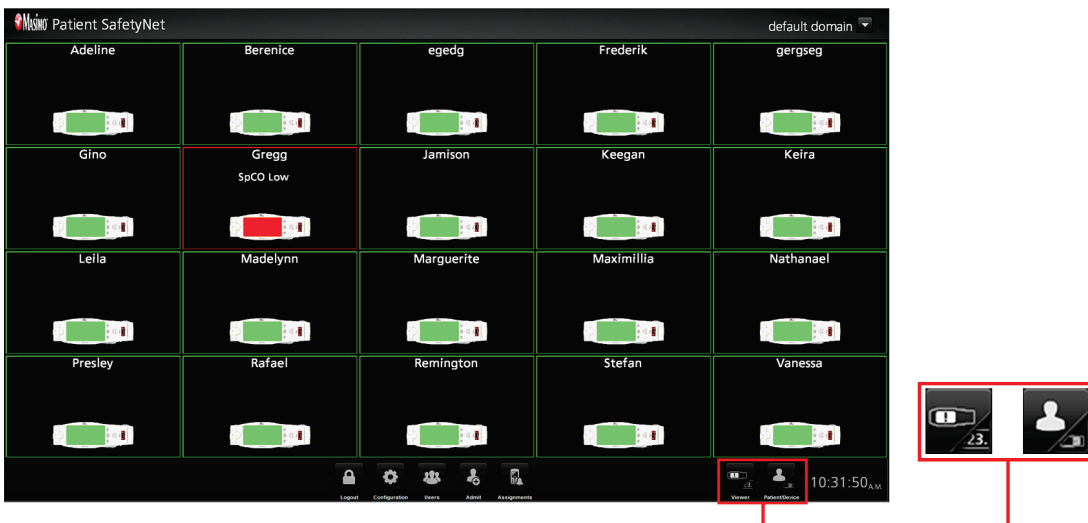 Masimo Patient SafetyNet
default domain
Adeline Berenice egedg Frederik gergseg
Gino Gregg Jamison Keegan Keira
SpCO Low
Leila Madelynn Marguerite Maximillia Nathanael
Presley Rafael Remington Stefan Vanessa
23.
23.
10:31:50 A.M.
Logout Configuration Users Admit Assignments Viewer Patient/Device